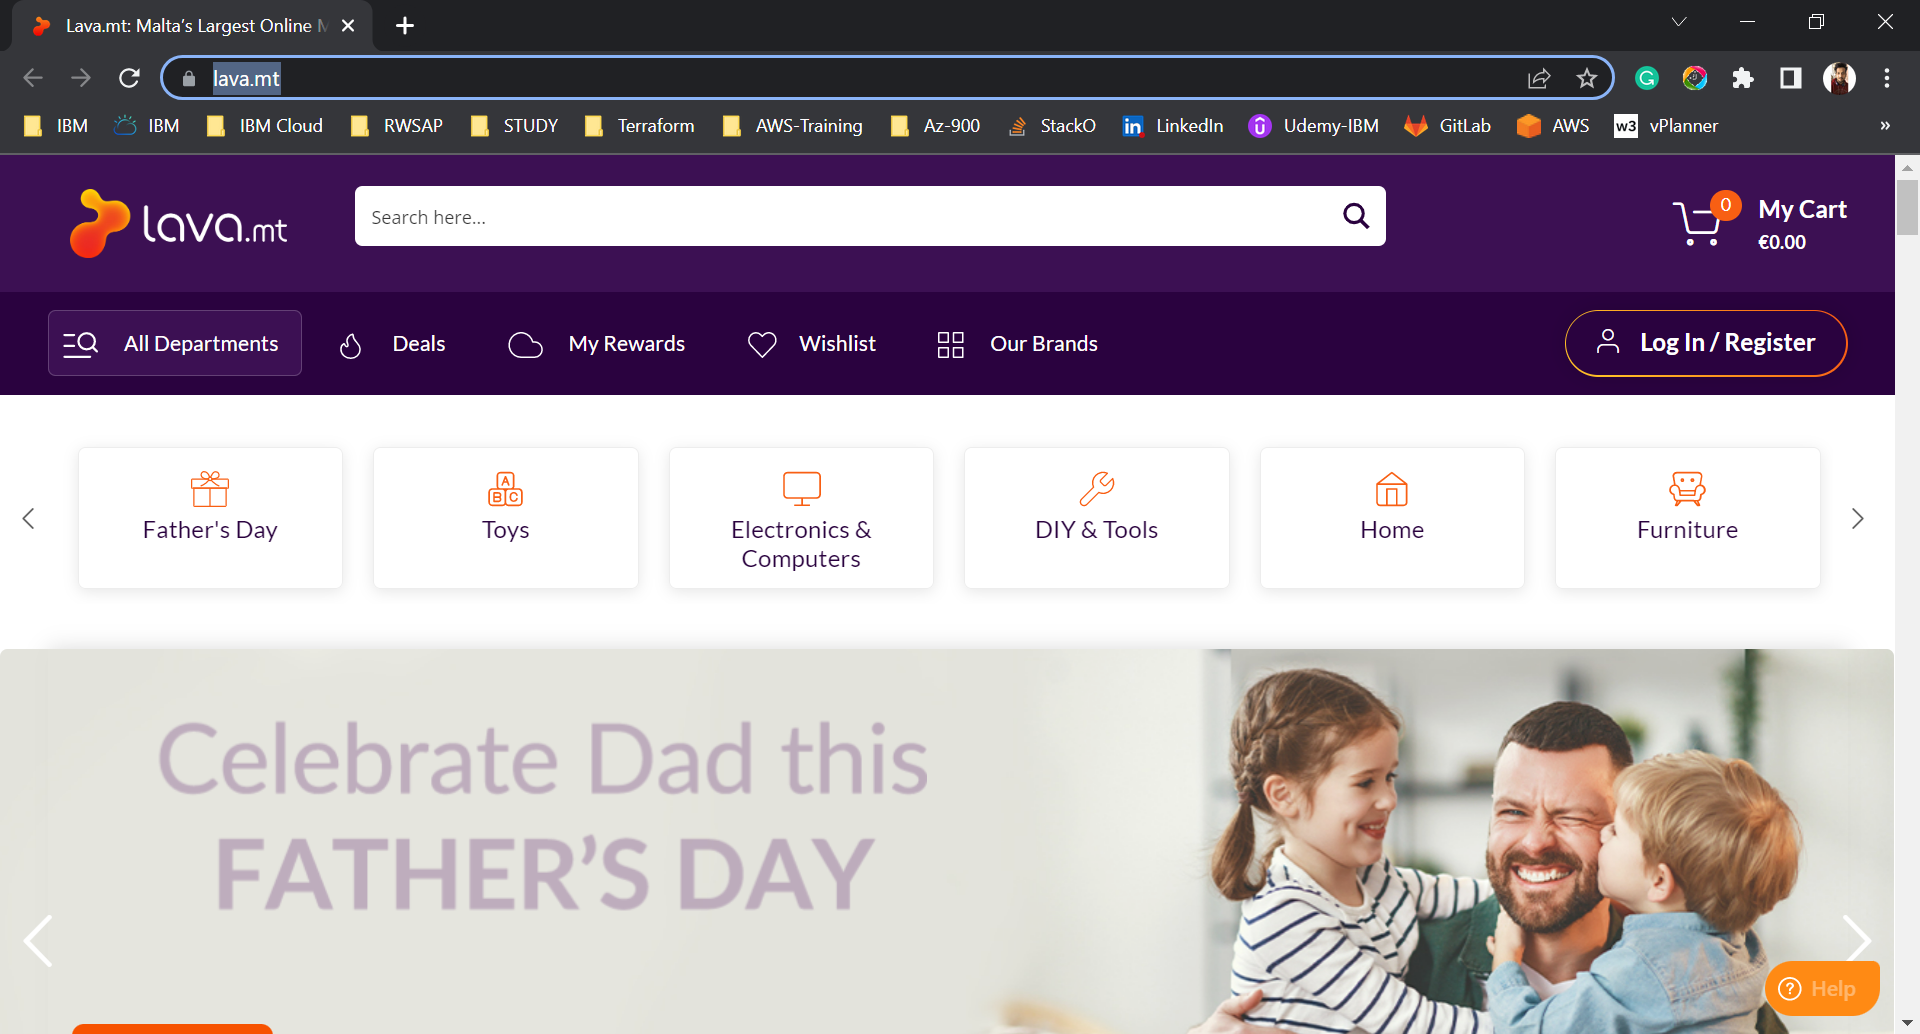 Lava.mt: Malta's Largest Online
lava.mt
IBM IBM IBM Cloud RWSAP STUDY Terraform AWS-Training Az-900 StackO LinkedIn Udemy-IBM GitLab AWS w3 vPlanner »
lava.mt
Search here...
0
My Cart
€0.00
All Departments Deals My Rewards Wishlist Our Brands Log In / Register
Father's Day
A
B C
Toys
Electronics &
Computers
DIY & Tools
Home
Furniture
Celebrate Dad this
FATHER'S DAY
? Help